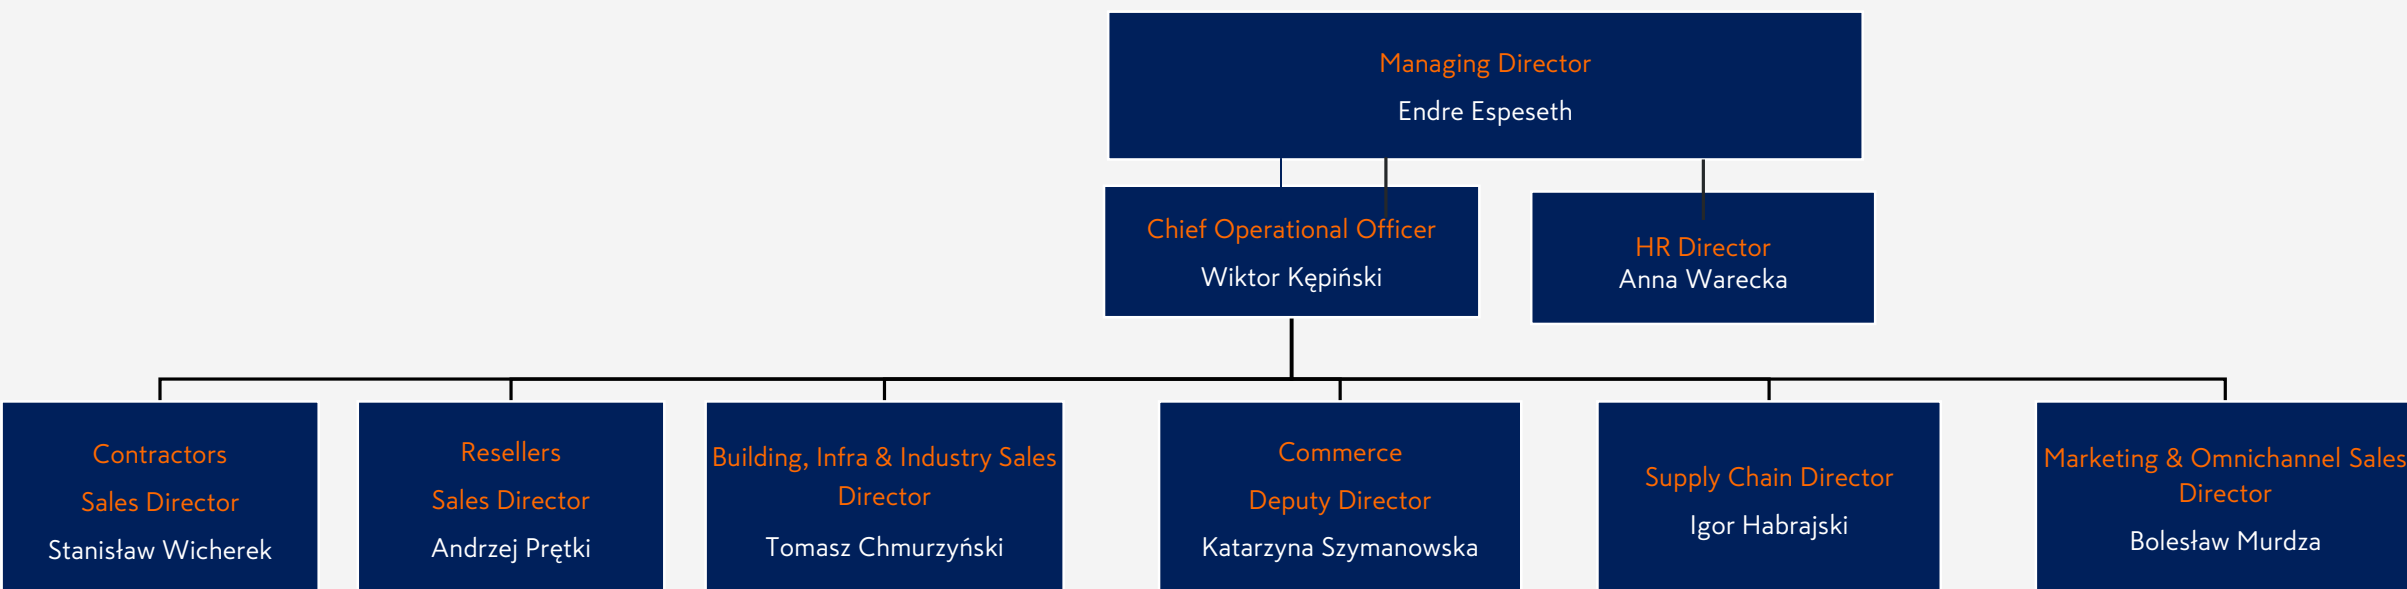 Managing Director
Endre Espeseth
Chief Operational Officer
Wiktor Kępiński
HR Director
Anna Warecka
Contractors
Sales Director
Stanisław Wicherek
Resellers
Sales Director
Andrzej Prętki
Building, Infra & Industry Sales
Director
Tomasz Chmurzyński
Commerce
Deputy Director
Katarzyna Szymanowska
Supply Chain Director
Igor Habrajski
Marketing & Omnichannel Sales
Director
Bolesław Murdza